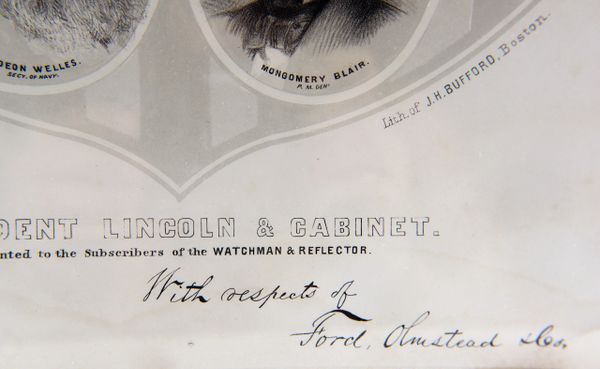 DEON WELLES.
SECY. OF NAVY.
MONGOMERY BLAIR.
P. M. GENL
Lith. of J. H. BUFFORD, Boston.
DENT LINCOLN & CABINET.
nted to the Subscribers of the WATCHMAN & REFLECTOR.
With respects of
Ford, Olmstead & Co.